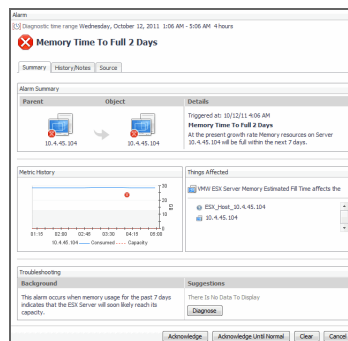 Alarm
Diagnostic time range Wednesday, October 12, 2011 1:06 AM - 5:06 AM 4 hours
Memory Time To Full 2 Days
Summary History/Notes Source
Alarm Summary
Parent Object Details
Triggered at: 10/12/11 4:06 AM
Memory Time To Full 2 Days
At the present growth rate Memory resources on Server
10.4.45.104 will be full within the next 7 days.
10.4.45.104 10.4.45.104
Metric History Things Affected
VMW ESX Server Memory Estimated Fill Time affects the
ESX_Host_10.4.45.104
10.4.45.104
30
20
10
0
GB
01:15 02:00 02:45 03:30 04:15 05:00
10.4.45.104 Consumed Capacity
Troubleshooting
Background Suggestions
This alarm occurs when memory usage for the past 7 days
indicates that the ESX Server will soon likely reach its
capacity.
There Is No Data To Display
Diagnose
Acknowledge Acknowledge Until Normal Clear Cancel